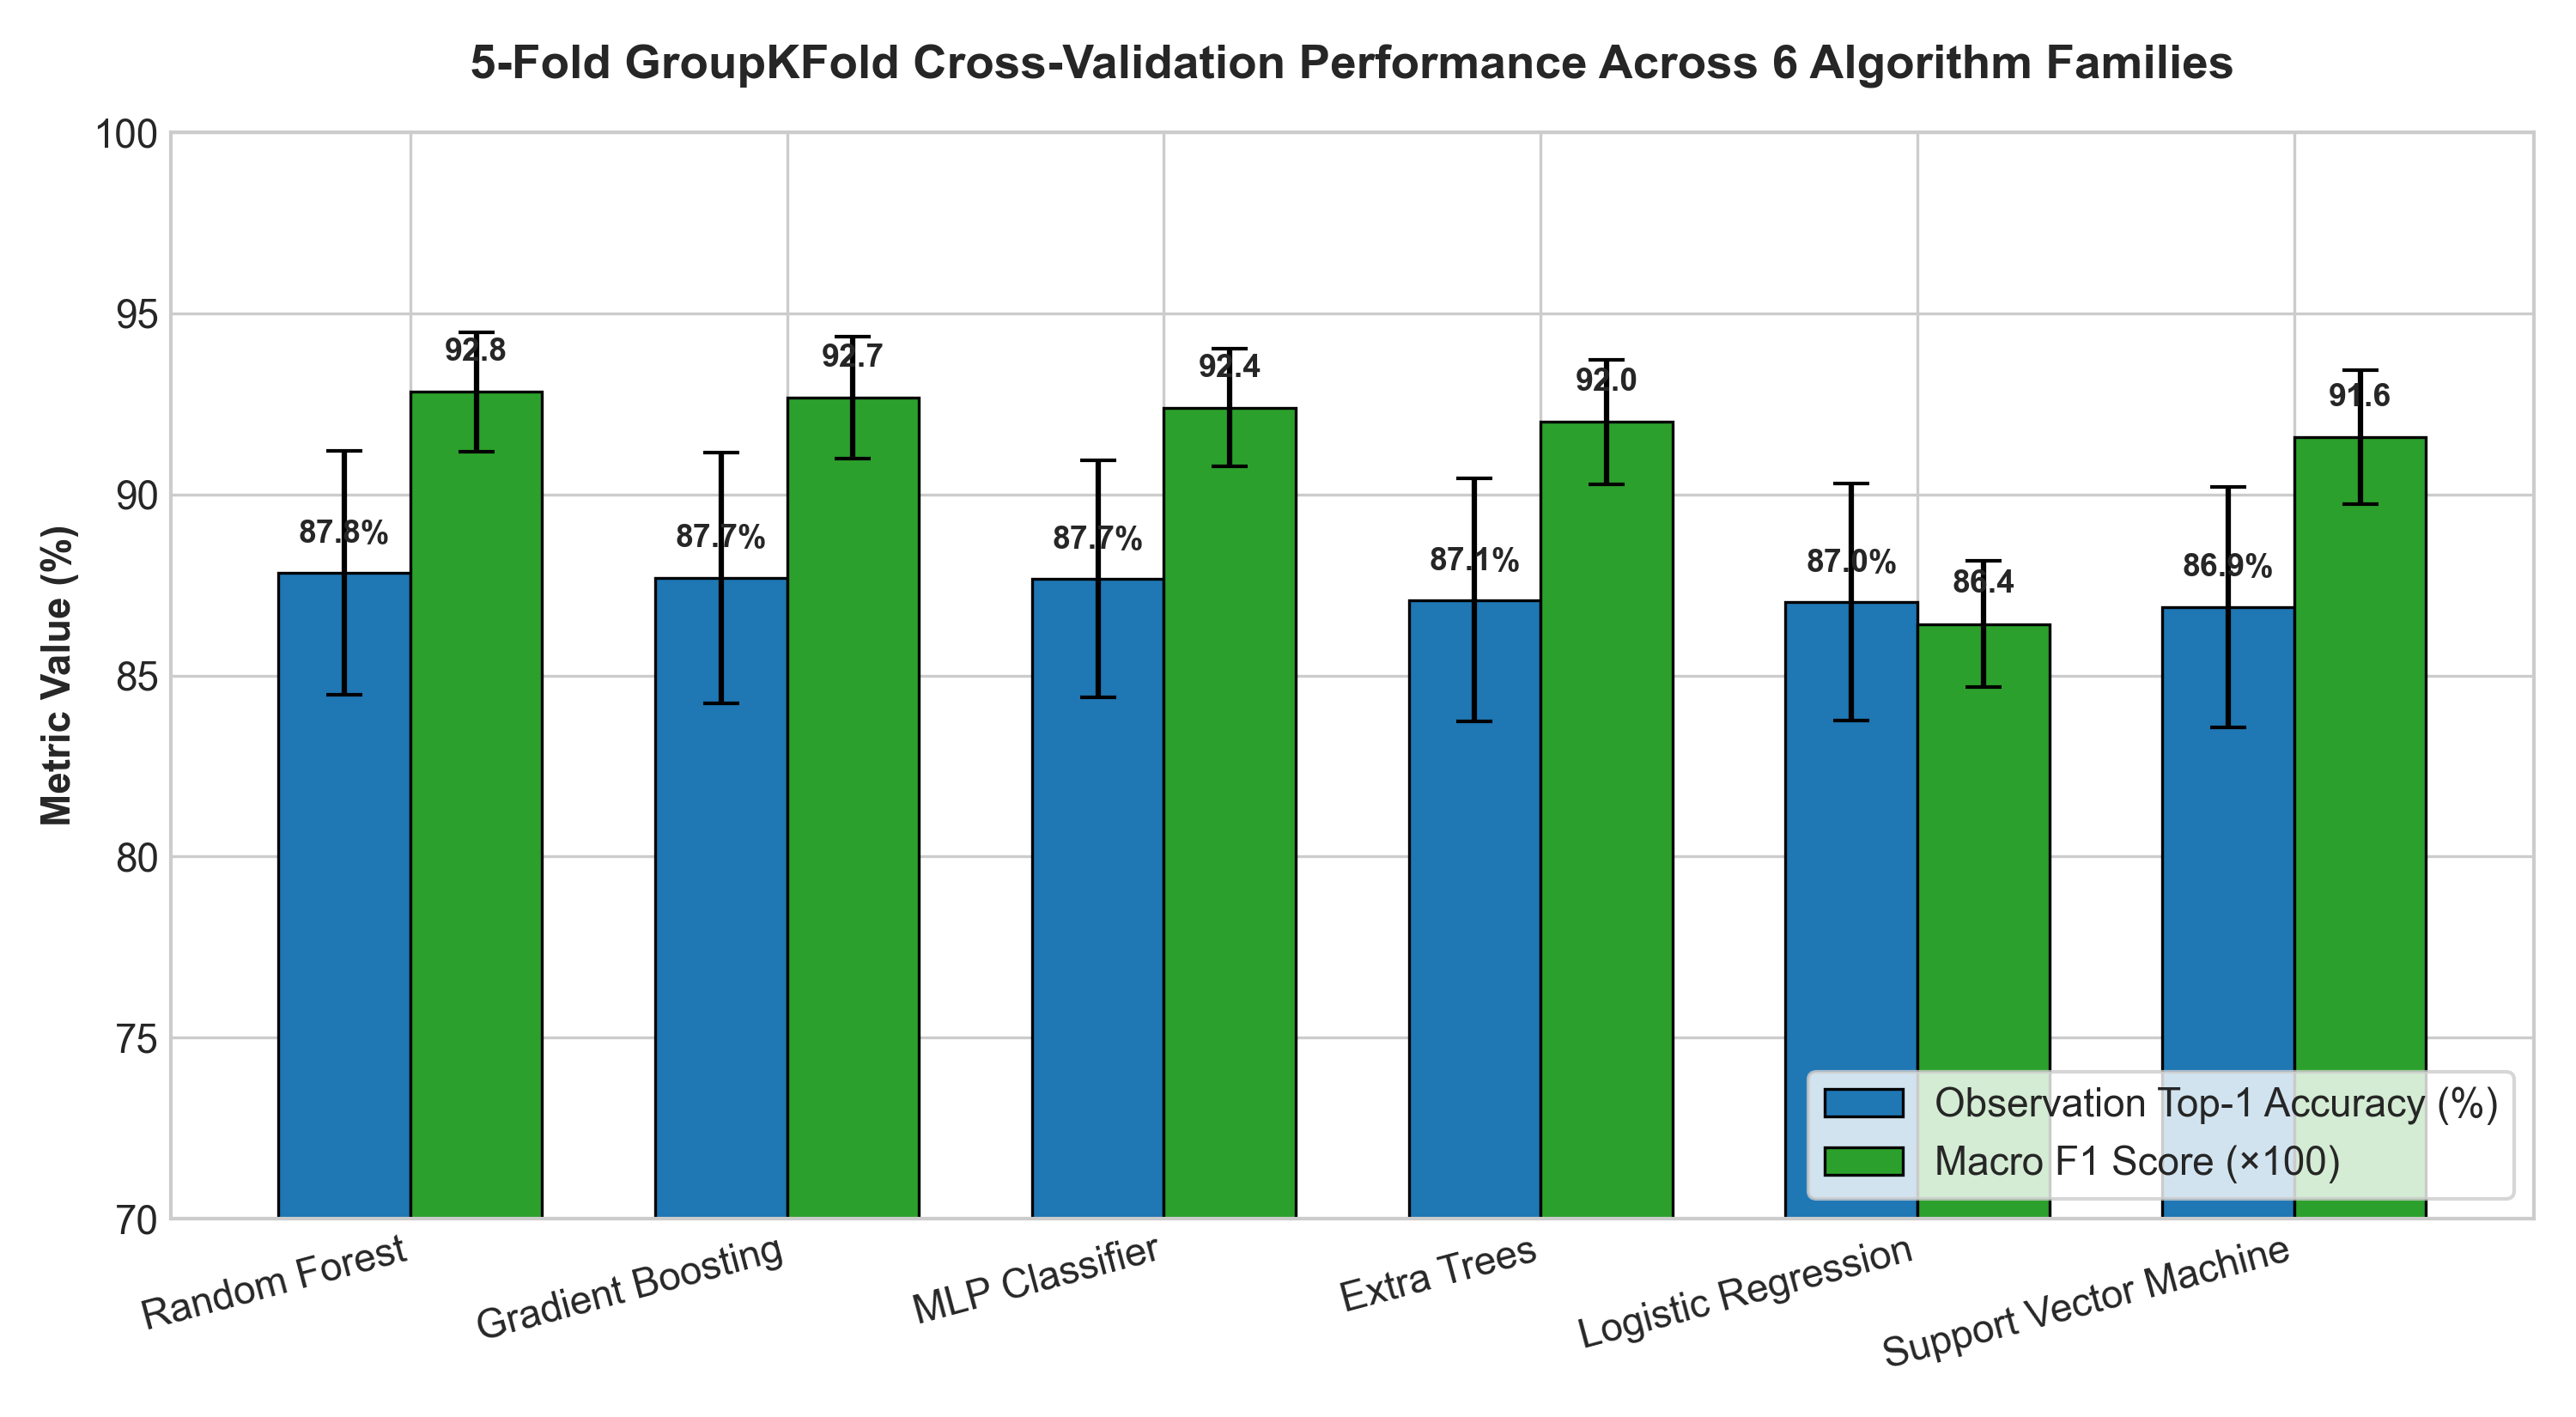 5-Fold GroupKFold Cross-Validation Performance Across 6 Algorithm Families
Metric Value (%)
100
95
90
85
80
75
70
87.8%
92.8
87.7%
92.7
87.7%
92.4
87.1%
92.0
87.0%
86.4
86.9%
91.6
Observation Top-1 Accuracy (%)
Macro F1 Score (×100)
Random Forest
Gradient Boosting
MLP Classifier
Extra Trees
Logistic Regression
Support Vector Machine